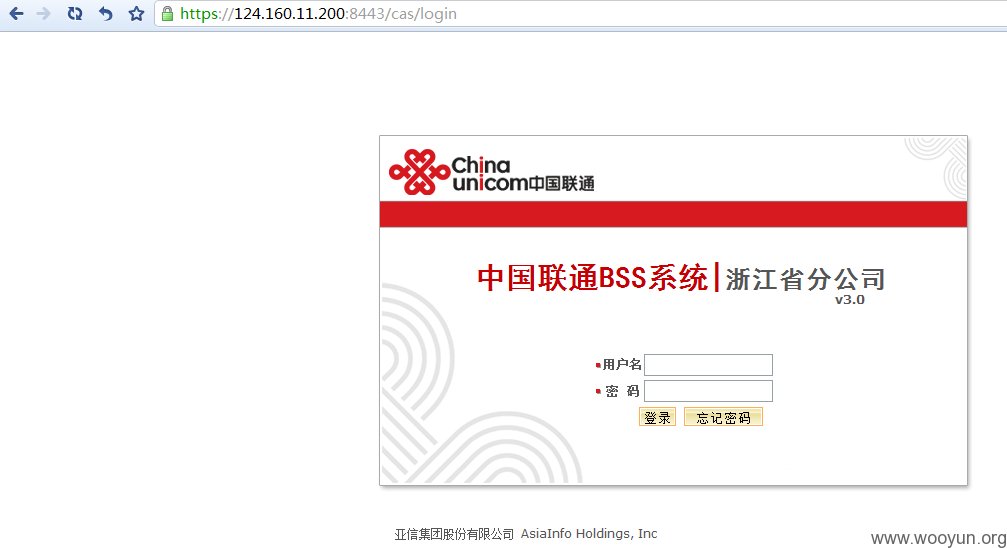 https://124.160.11.200:8443/cas/login
China
unicom中国联通
中国联通BSS系统|浙江省分公司
v3.0
用户名
密 码
登录 忘记密码
亚信集团股份有限公司 AsiaInfo Holdings, Inc
www.wooyun.org